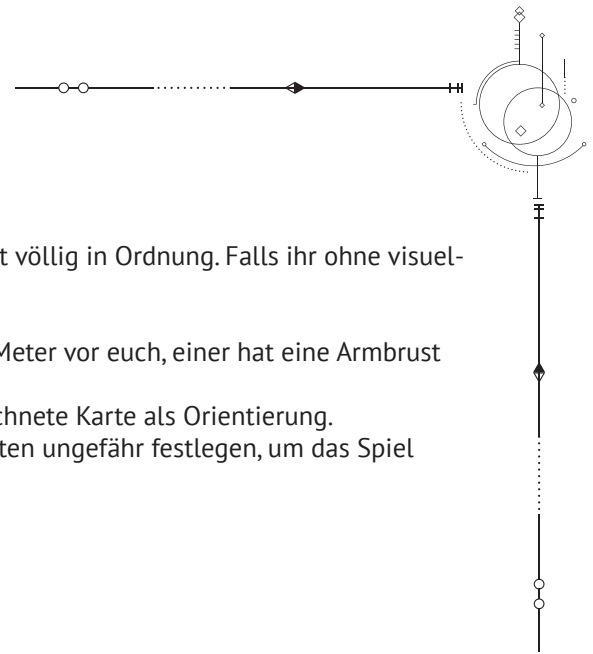 t völlig in Ordnung. Falls ihr ohne visuel-
Meter vor euch, einer hat eine Armbrust
chnete Karte als Orientierung.
ten ungefähr festlegen, um das Spiel